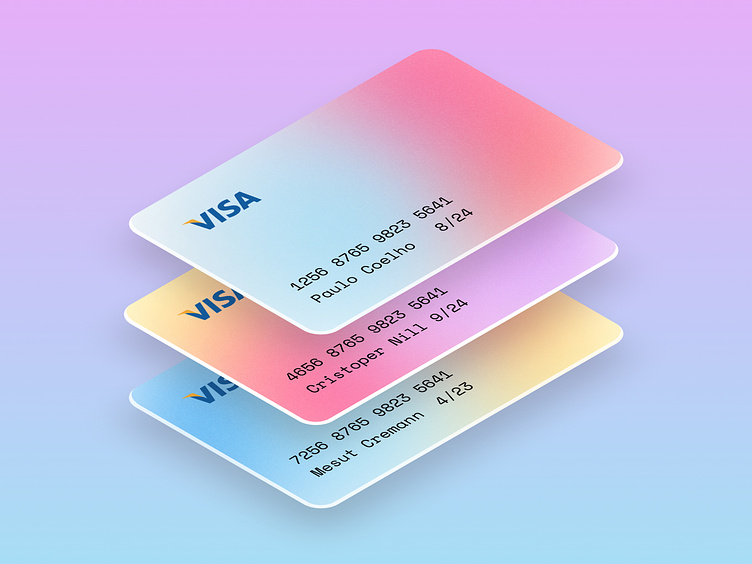 VISA
1256 8765 9823 5641
Paulo Coelho 8/24
VISA
4656 8765 9823 5641
Cristoper Nill 9/24
VISA
7256 8765 9823 5641
Mesut Cremann 4/23